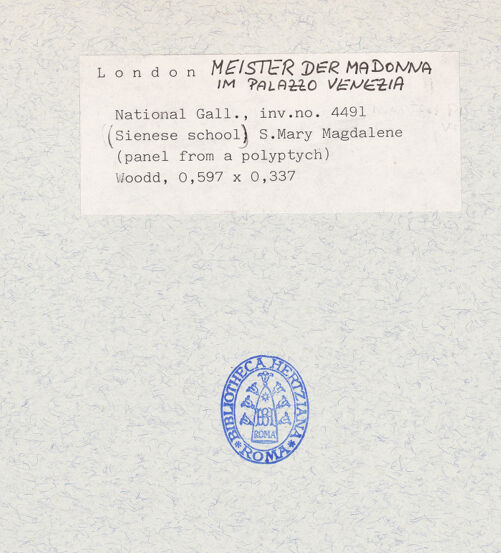 London MEISTER DER MADONNA
IM PALAZZO VENEZIA
National Gall., inv.no. 4491
(Sienese school) S.Mary Magdalene
(panel from a polyptych)
Woodd, 0,597 x 0,337
BIBLIOTHECA HERTZIANA
ROMA
* ROMA *